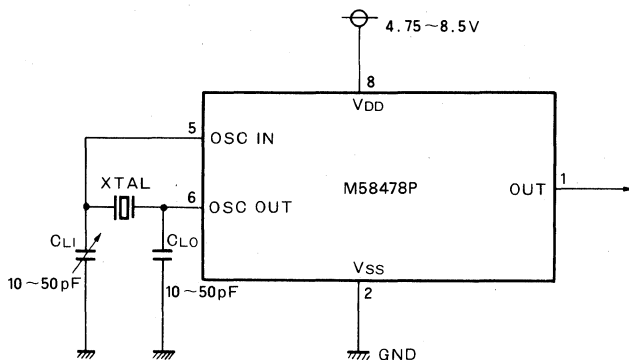 4.75～8.5V
8
VDD
5
OSC IN
XTAL
M58478P
OUT
1
6
OSC OUT
CLI
CLO
10～50pF
10～50pF
VSS
2
GND